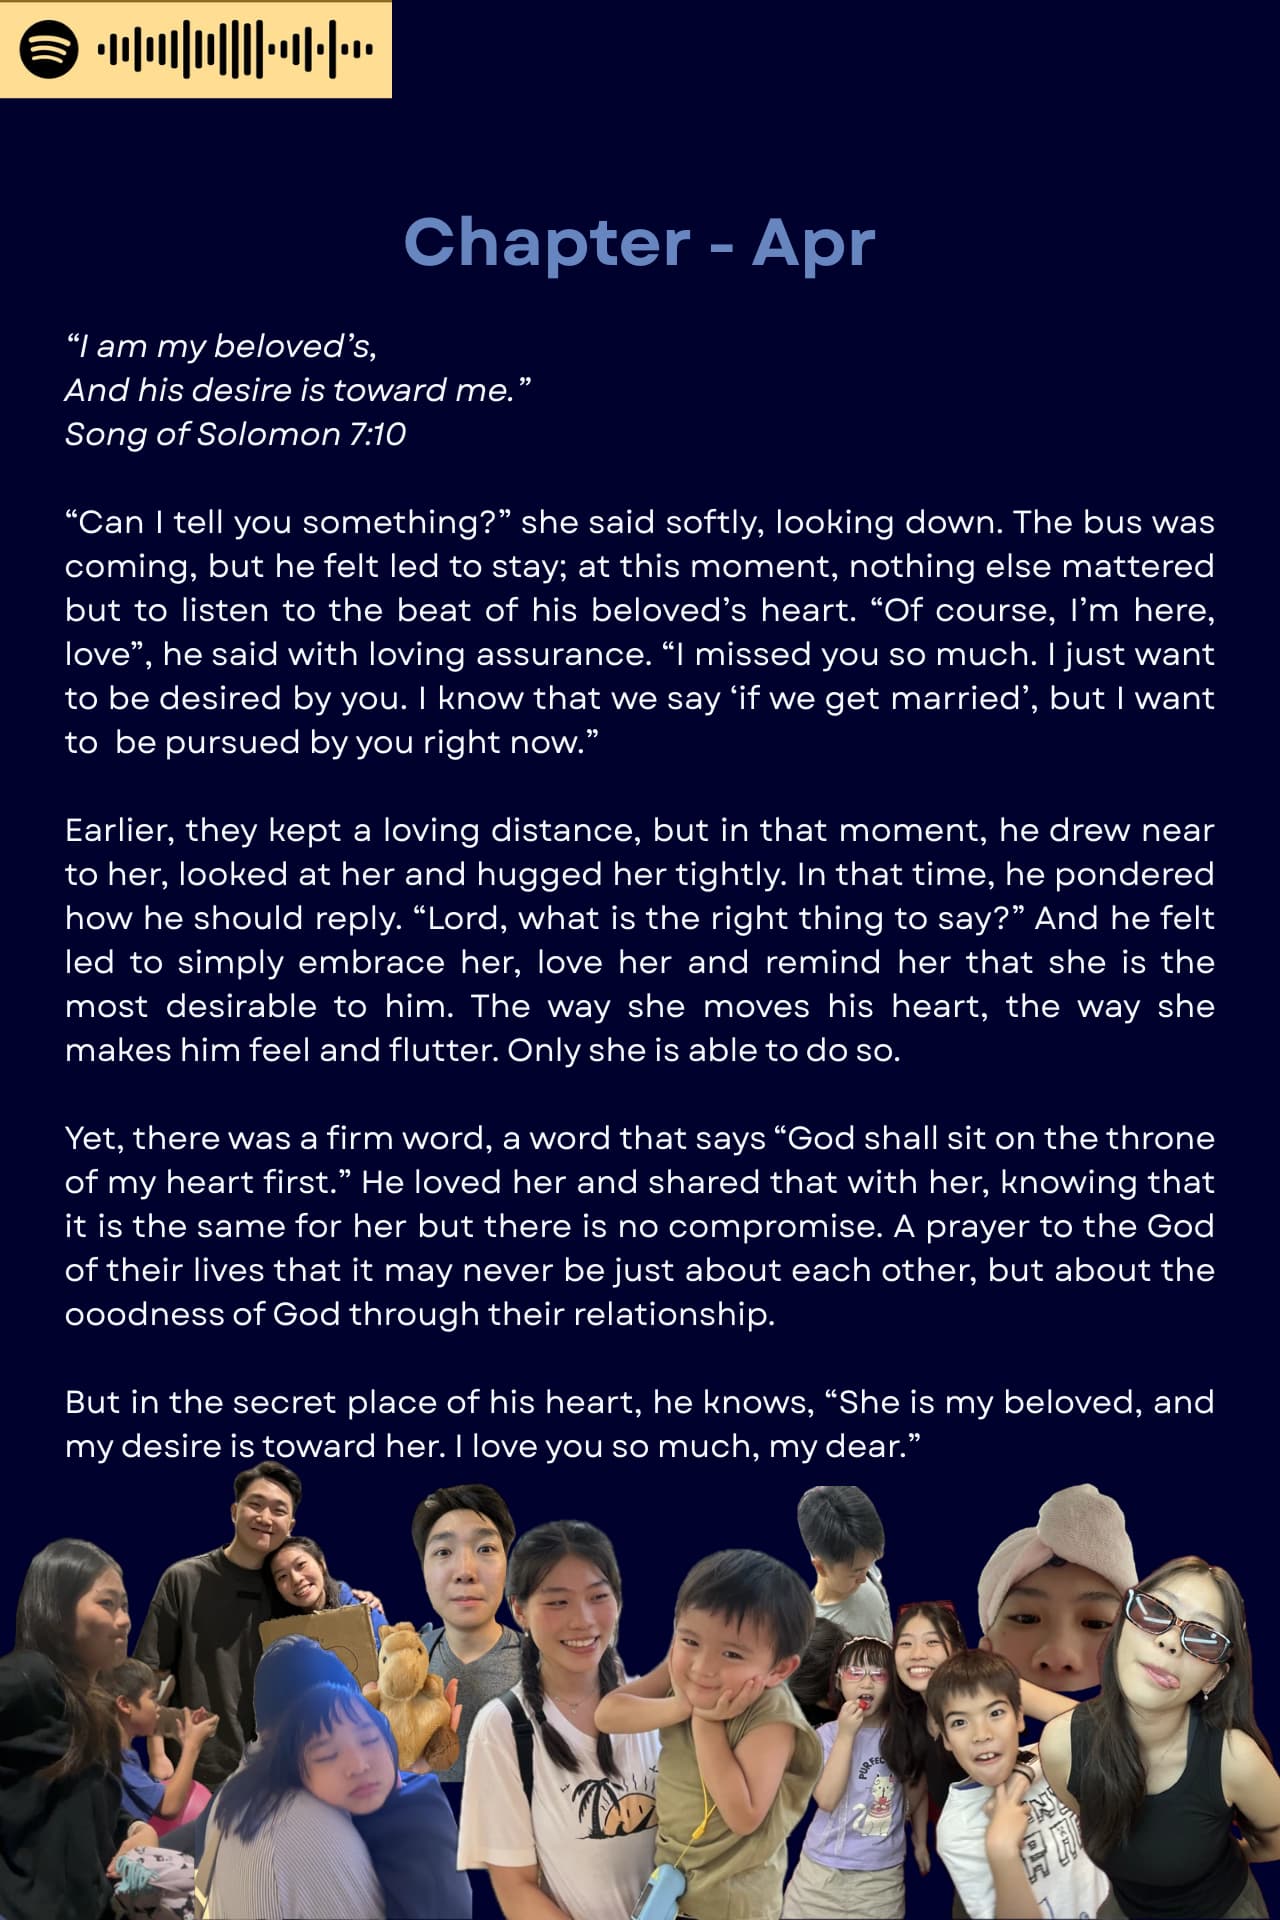 Chapter - Apr
“I am my beloved’s,
And his desire is toward me.”
Song of Solomon 7:10
“Can I tell you something?” she said softly, looking down. The bus was
coming, but he felt led to stay; at this moment, nothing else mattered
but to listen to the beat of his beloved’s heart. “Of course, I’m here,
love”, he said with loving assurance. “I missed you so much. I just want
to be desired by you. I know that we say ‘if we get married’, but I want
to  be pursued by you right now.”
Earlier, they kept a loving distance, but in that moment, he drew near
to her, looked at her and hugged her tightly. In that time, he pondered
how he should reply. “Lord, what is the right thing to say?” And he felt
led to simply embrace her, love her and remind her that she is the
most desirable to him. The way she moves his heart, the way she
makes him feel and flutter. Only she is able to do so.
Yet, there was a firm word, a word that says “God shall sit on the throne
of my heart first.” He loved her and shared that with her, knowing that
it is the same for her but there is no compromise. A prayer to the God
of their lives that it may never be just about each other, but about the
ooodness of God through their relationship.
But in the secret place of his heart, he knows, “She is my beloved, and
my desire is toward her. I love you so much, my dear.”